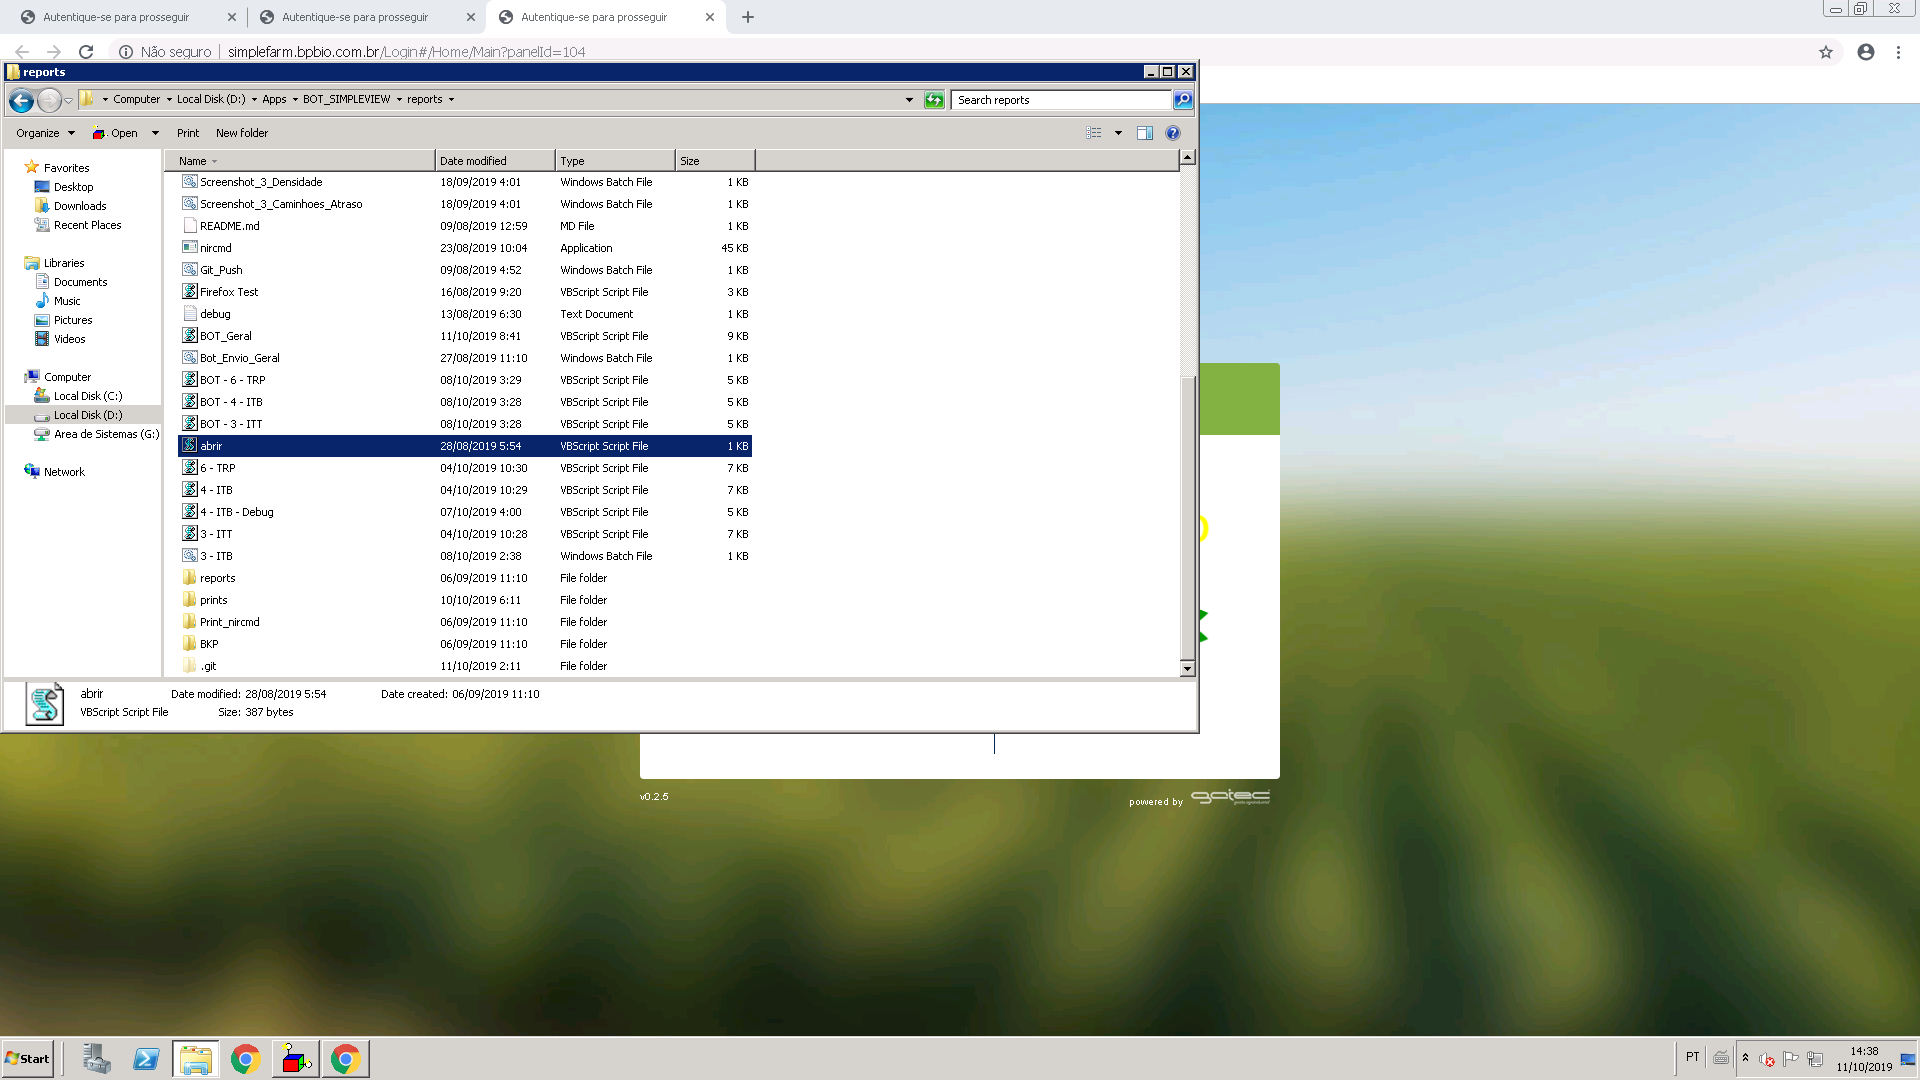 Autentique-se para prosseguir
Autentique-se para prosseguir
Autentique-se para prosseguir
Não seguro
simplefarm.bpbio.com.br/Login#/Home/Main?panelId=104
reports
Computer Local Disk (D:) Apps BOT_SIMPLEVIEW reports
Search reports
Organize Open Print New folder
Favorites
Desktop
Downloads
Recent Places
Libraries
Documents
Music
Pictures
Videos
Computer
Local Disk (C:)
Local Disk (D:)
Area de Sistemas (G:)
Network
Name Date modified Type Size
Screenshot_3_Densidade 18/09/2019 4:01 Windows Batch File 1 KB
Screenshot_3_Caminhoes_Atraso 18/09/2019 4:01 Windows Batch File 1 KB
README.md 09/08/2019 12:59 MD File 1 KB
nircmd 23/08/2019 10:04 Application 45 KB
Git_Push 09/08/2019 4:52 Windows Batch File 1 KB
Firefox Test 16/08/2019 9:20 VBScript Script File 3 KB
debug 13/08/2019 6:30 Text Document 1 KB
BOT_Geral 11/10/2019 8:41 VBScript Script File 9 KB
Bot_Envio_Geral 27/08/2019 11:10 Windows Batch File 1 KB
BOT - 6 - TRP 08/10/2019 3:29 VBScript Script File 5 KB
BOT - 4 - ITB 08/10/2019 3:28 VBScript Script File 5 KB
BOT - 3 - ITT 08/10/2019 3:28 VBScript Script File 5 KB
abrir 28/08/2019 5:54 VBScript Script File 1 KB
6 - TRP 04/10/2019 10:30 VBScript Script File 7 KB
4 - ITB 04/10/2019 10:29 VBScript Script File 7 KB
4 - ITB - Debug 07/10/2019 4:00 VBScript Script File 5 KB
3 - ITT 04/10/2019 10:28 VBScript Script File 7 KB
3 - ITB 08/10/2019 2:38 Windows Batch File 1 KB
reports 06/09/2019 11:10 File folder
prints 10/10/2019 6:11 File folder
Print_nircmd 06/09/2019 11:10 File folder
BKP 06/09/2019 11:10 File folder
.git 11/10/2019 2:11 File folder
abrir Date modified: 28/08/2019 5:54 Date created: 06/09/2019 11:10
VBScript Script File Size: 387 bytes
v0.2.5
powered by gatec
Start
PT
14:38
11/10/2019